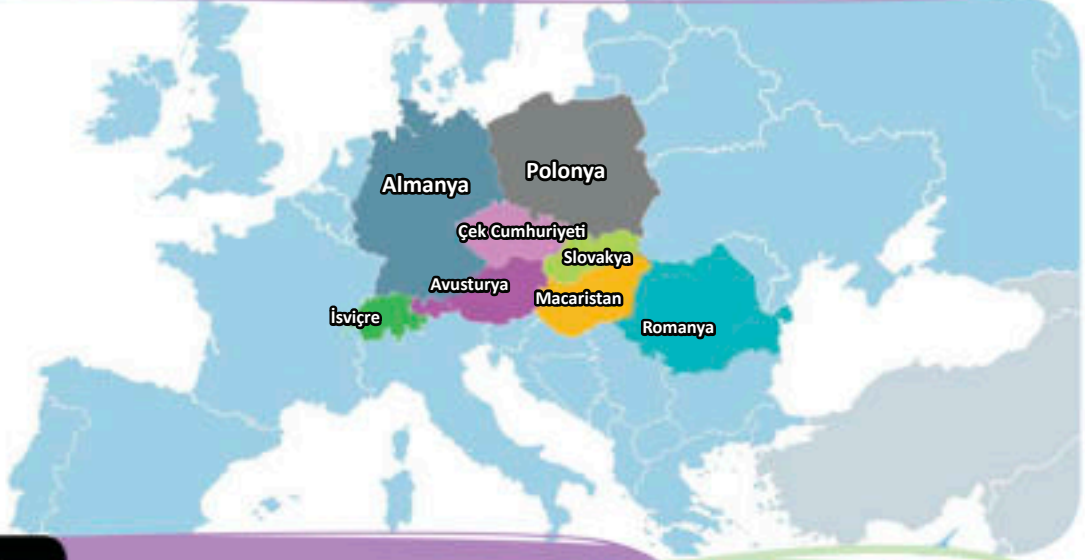 Almanya
Polonya
Çek Cumhuriyeti
Slovakya
Avusturya
Macaristan
İsviçre
Romanya